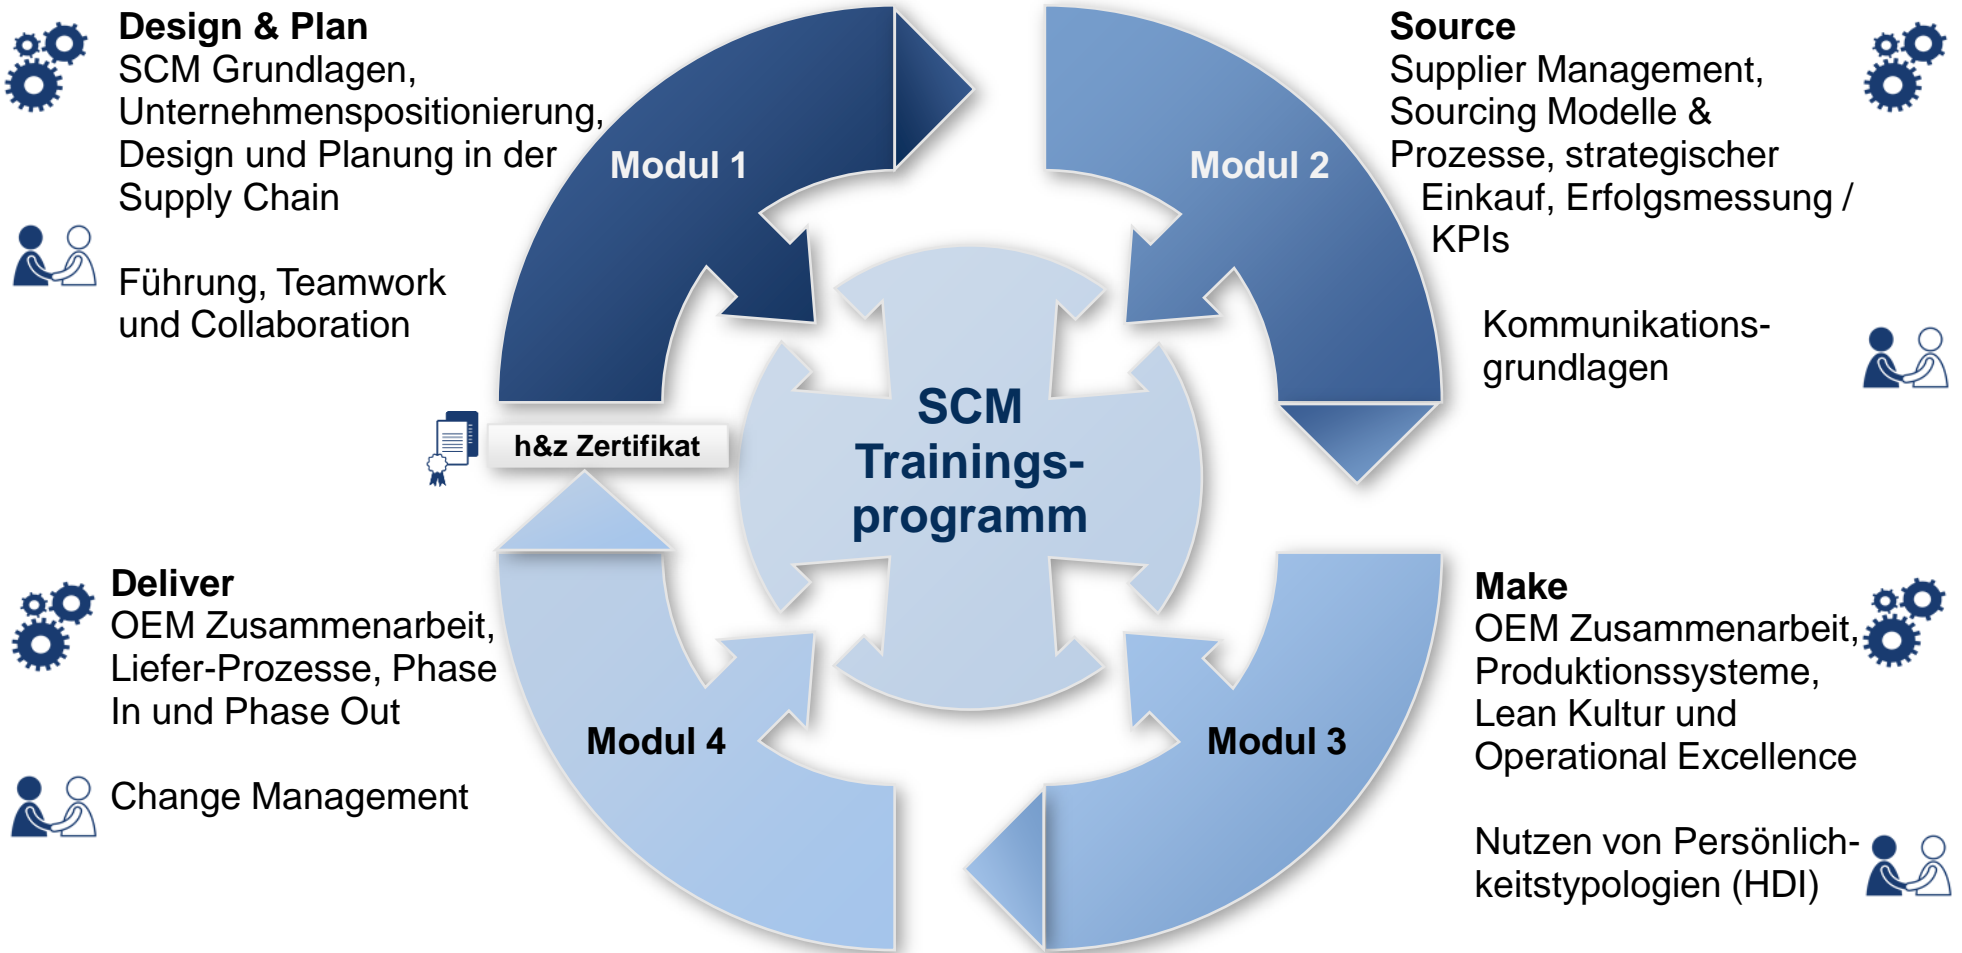 Design & Plan
SCM Grundlagen,
Unternehmenspositionierung,
Design und Planung in der
Supply Chain
Führung, Teamwork
und Collaboration
Modul 1
Source
Supplier Management,
Sourcing Modelle &
Prozesse, strategischer
Einkauf, Erfolgsmessung /
KPIs
Kommunikations-
grundlagen
Modul 2
h&z Zertifikat
SCM
Trainings-
programm
Deliver
OEM Zusammenarbeit,
Liefer-Prozesse, Phase
In und Phase Out
Change Management
Modul 4
Make
OEM Zusammenarbeit,
Produktionssysteme,
Lean Kultur und
Operational Excellence
Nutzen von Persönlich-
keitstypologien (HDI)
Modul 3